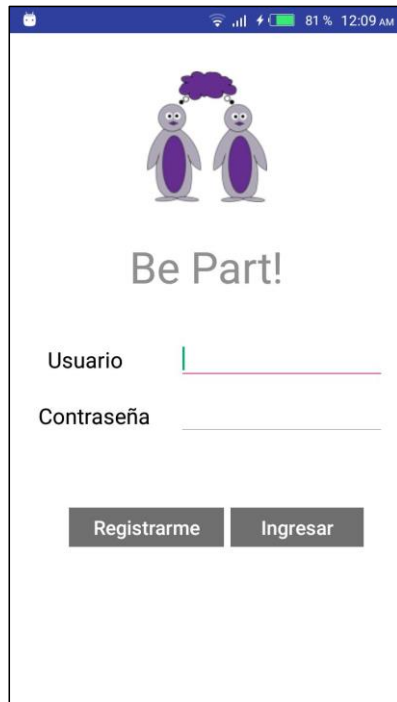 81 % 12:09 AM
Be Part!
Usuario
Contraseña
Registrarme Ingresar